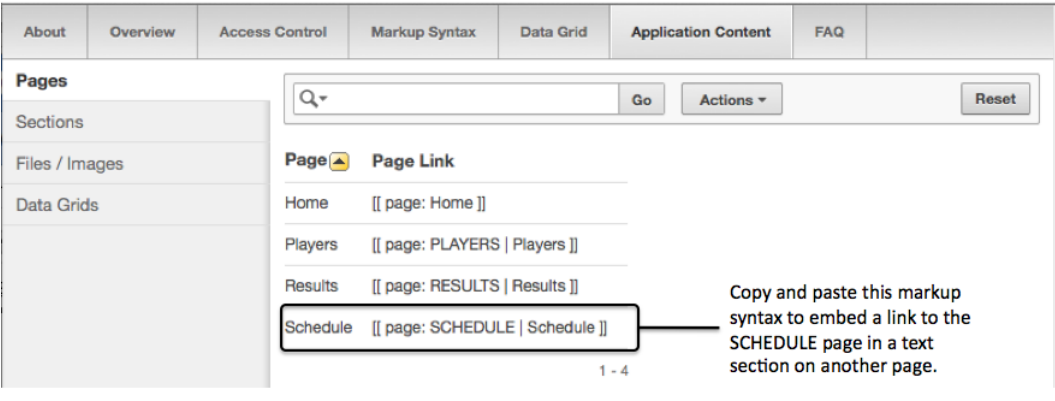 About Overview Access Control Markup Syntax Data Grid Application Content FAQ
Pages
Sections
Files / Images
Data Grids
Go Actions Reset
Page Page Link
Home [[ page: Home ]]
Players [[ page: PLAYERS | Players ]]
Results [[ page: RESULTS | Results ]]
Schedule [[ page: SCHEDULE | Schedule ]]
1 - 4
Copy and paste this markup
syntax to embed a link to the
SCHEDULE page in a text
section on another page.